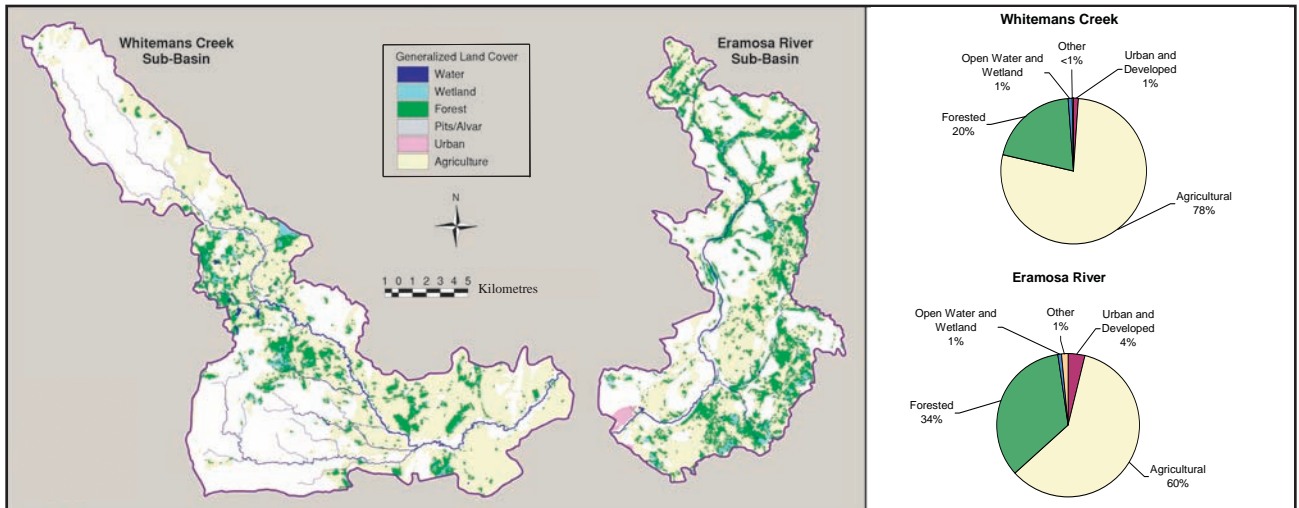 Whitemans Creek
Sub-Basin
Generalized Land Cover
Water
Wetland
Forest
Pits/Alvar
Urban
Agriculture
N
1 0 1 2 3 4 5
Kilometres
Eramosa River
Sub-Basin
Whitemans Creek
Other
<1%
Open Water and
Wetland
1%
Urban and
Developed
1%
Forested
20%
Agricultural
78%
Eramosa River
Open Water and
Wetland
1%
Other
1%
Urban and
Developed
4%
Forested
34%
Agricultural
60%